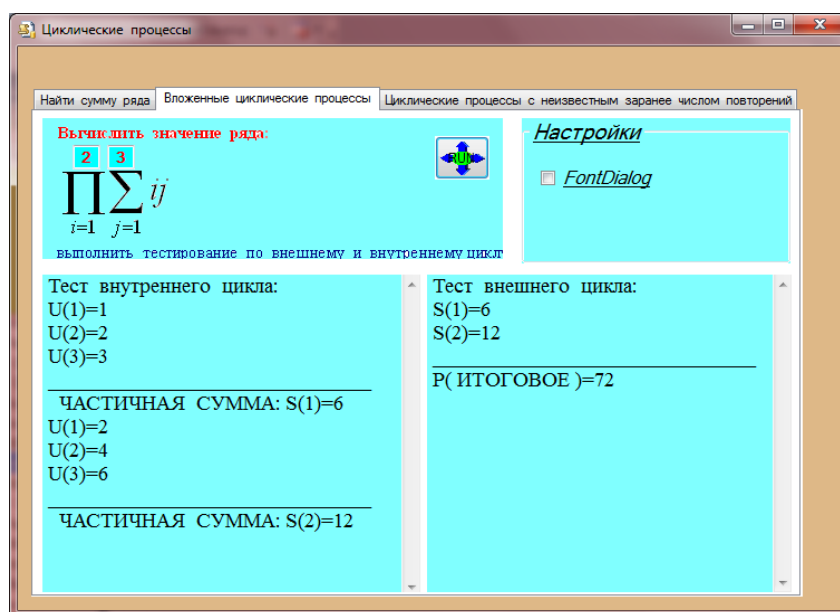 Циклические процессы
Найти сумму ряда
Вложенные циклические процессы
Циклические процессы с неизвестным заранее числом повторений
Вычислить значение ряда:
2 3
∏ ∑ ij
i=1 j=1
выполнить тестирование по внешнему и внутреннему цикл
RUN
Настройки
FontDialog
Тест внутреннего цикла:
U(1)=1
U(2)=2
U(3)=3
ЧАСТИЧНАЯ СУММА: S(1)=6
U(1)=2
U(2)=4
U(3)=6
ЧАСТИЧНАЯ СУММА: S(2)=12
Тест внешнего цикла:
S(1)=6
S(2)=12
P( ИТОГОВОЕ )=72